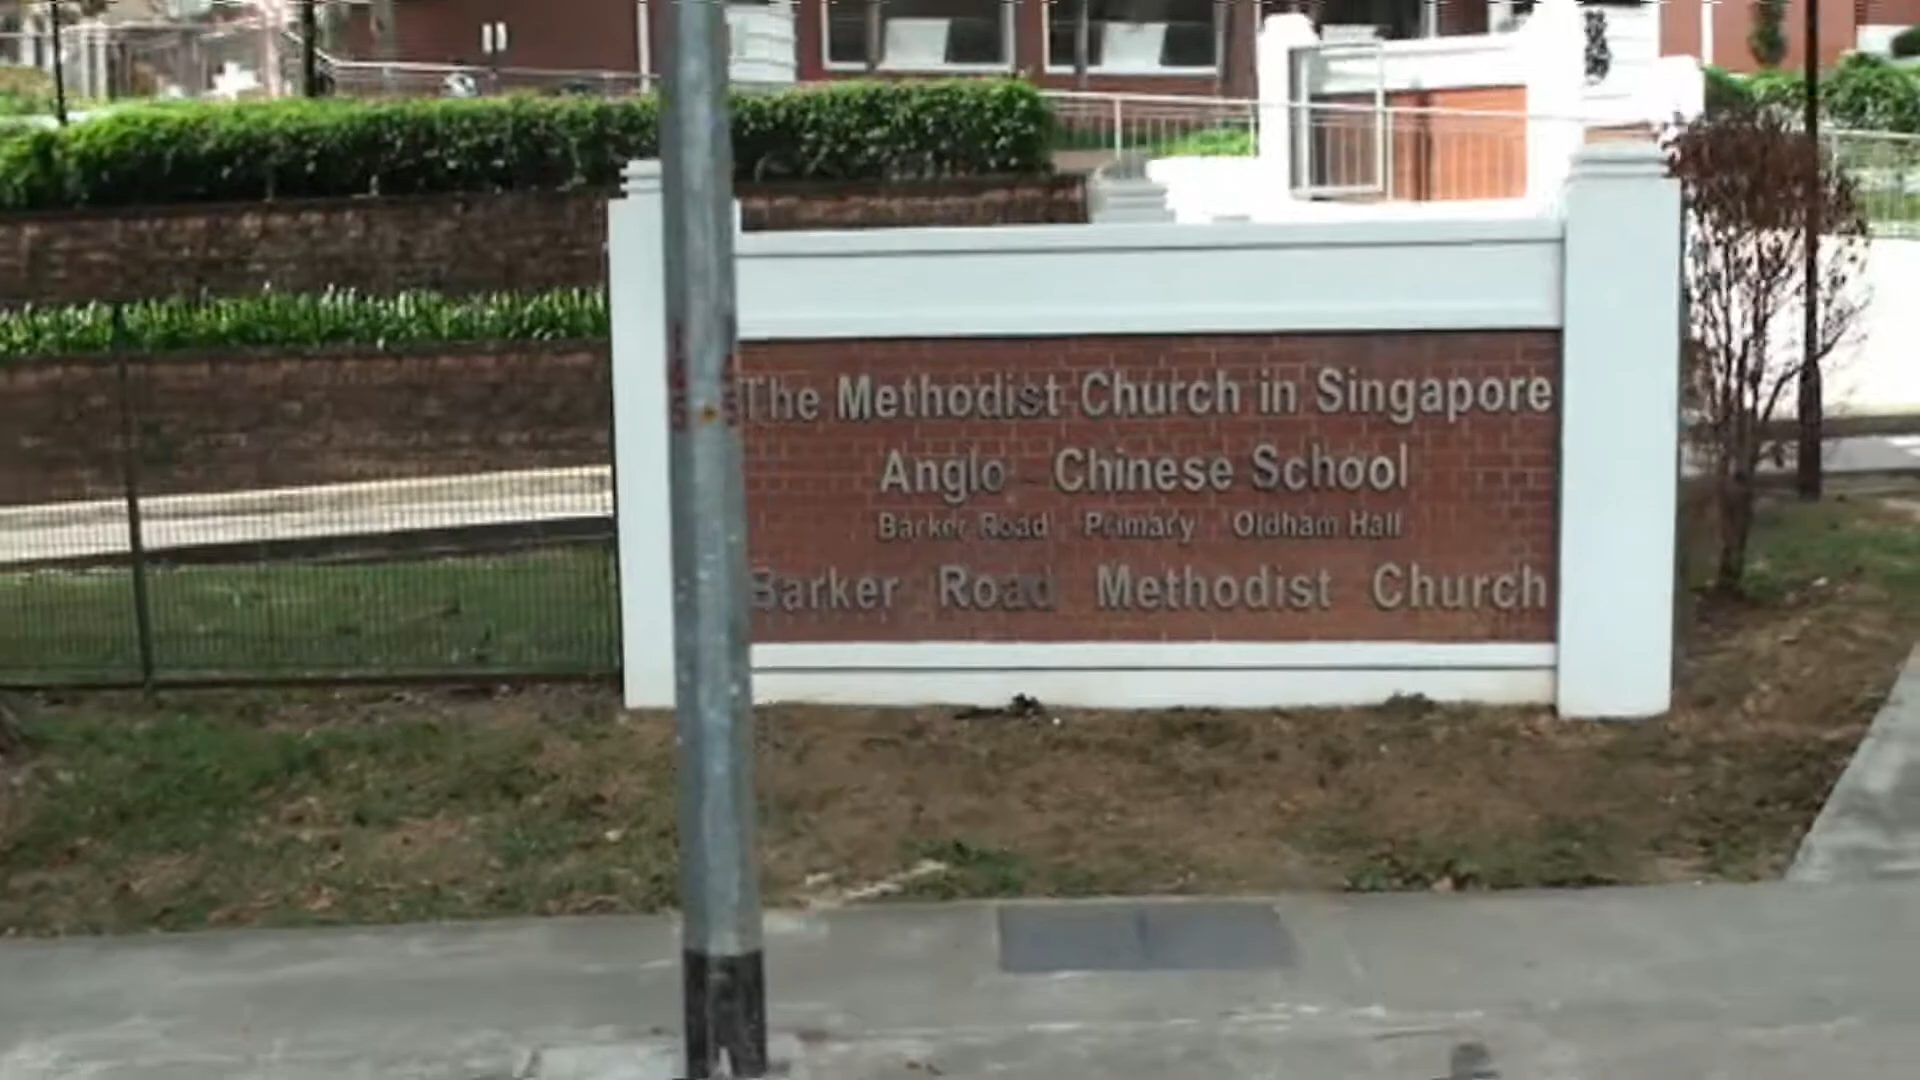 The Methodist Church in Singapore
Anglo - Chinese School
Barker Road Primary Oldham Hall
Barker Road Methodist Church